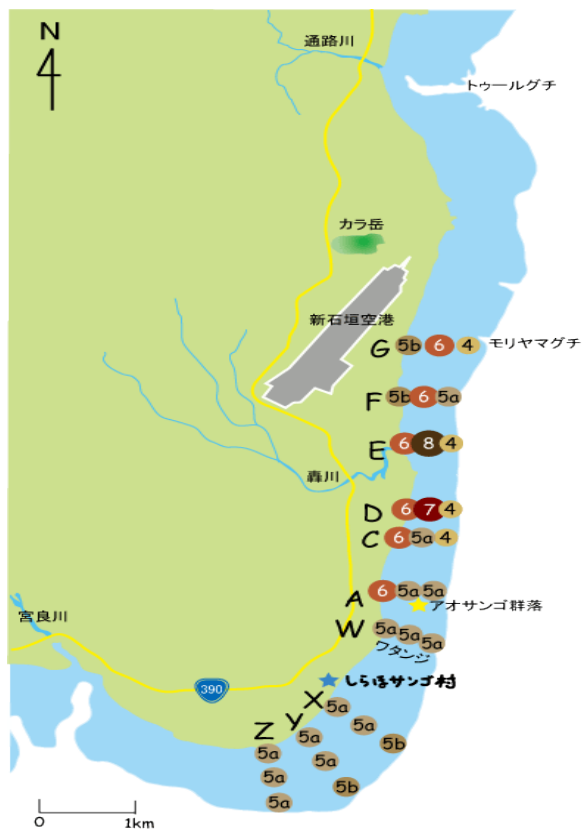 N
通路川
トゥールグチ
カラ岳
新石垣空港
G 5b 6 4 モリヤマグチ
F 5b 6 5a
E 6 8 4
轟川
D 6 7 4
C 6 5a 4
A 6 5a 5a
アオサンゴ群落
宮良川
W 5a 5a 5a
ワタンジ
390
しらほサンゴ村
X 5a
5a
5b
Y 5a
5a
5b
Z 5a
5a
5a
0 1km